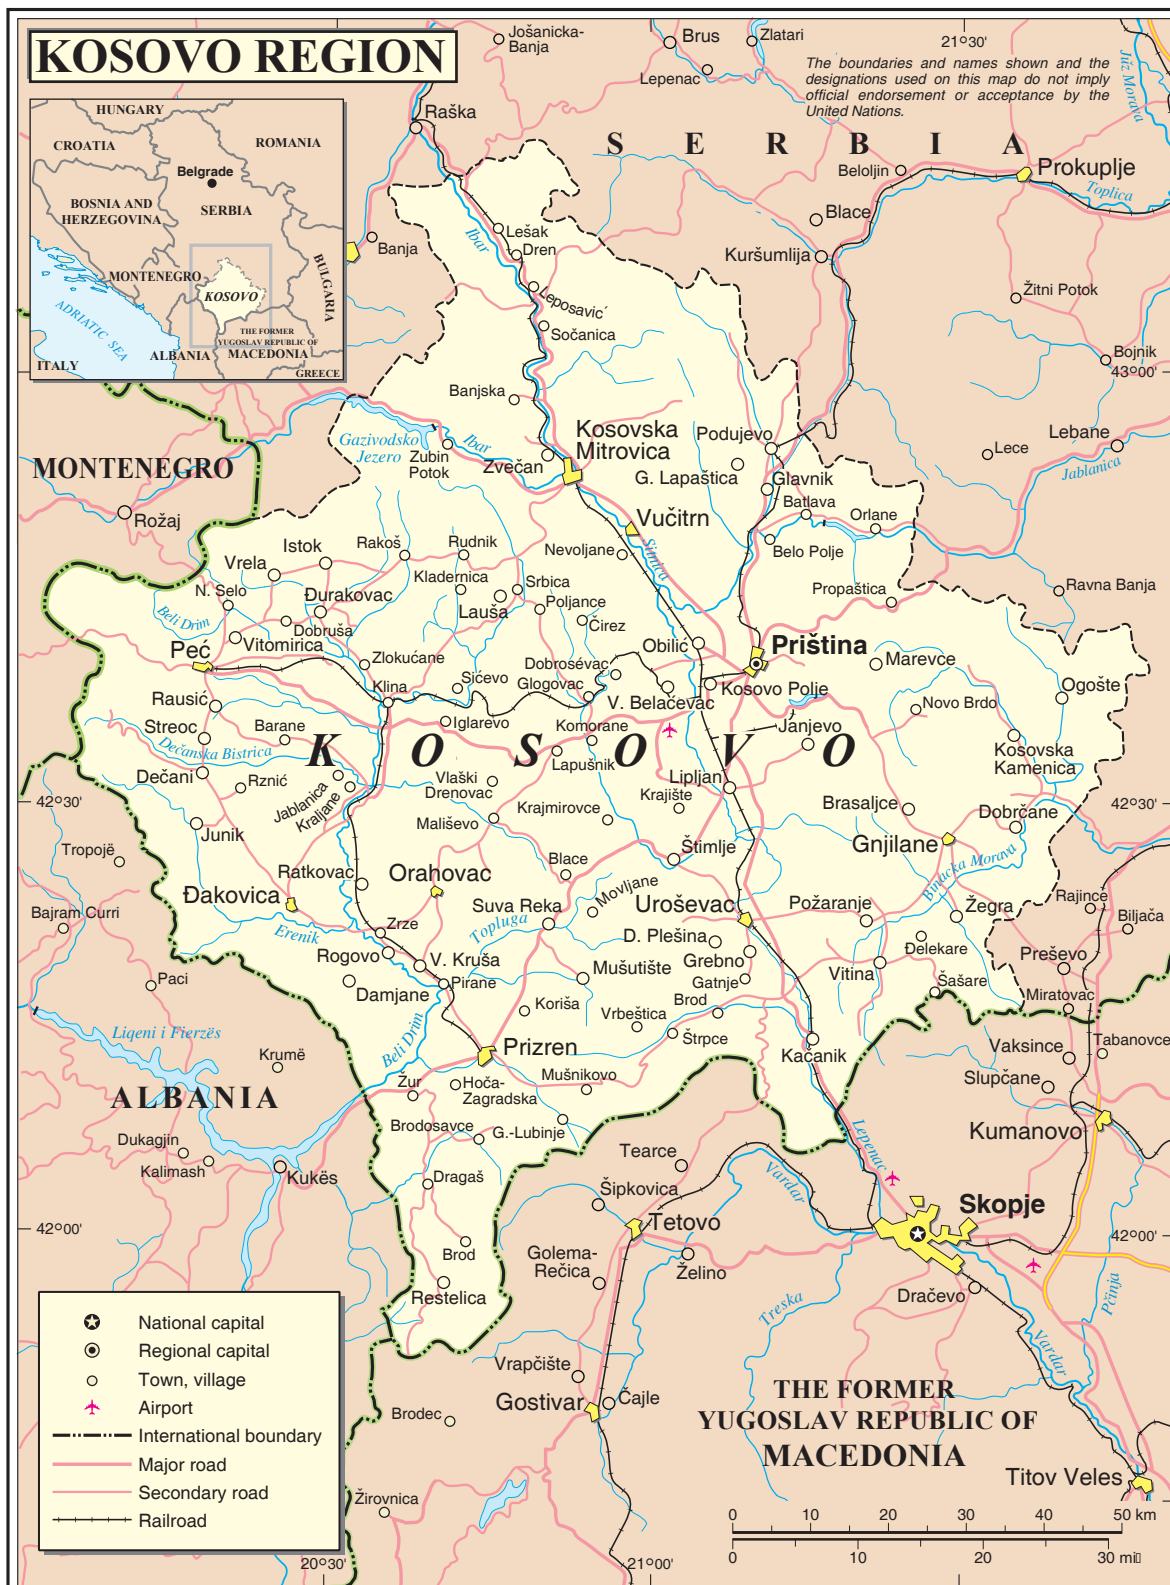 KOSOVO REGION
The boundaries and names shown and the
designations used on this map do not imply
official endorsement or acceptance by the
United Nations.
21°30'
Jošanicka-
Banja
Brus
Zlatari
Lepenac
Juž Morava
Raška
SERBIA
Beloljin
Prokuplje
Toplica
Blace
Kuršumlija
Žitni Potok
Bojnik
43°00'
Lebane
Lece
Jablanica
Ravna Banja
HUNGARY
CROATIA
ROMANIA
Belgrade
BOSNIA AND
HERZEGOVINA
SERBIA
MONTENEGRO
BULGARIA
KOSOVO
ADRIATIC SEA
THE FORMER
YUGOSLAV REPUBLIC OF
MACEDONIA
ALBANIA
ITALY
GREECE
Banja
Lešak
Ibar
Dren
Leposavic´
Sočanica
Banjska
Gazivodsko
Jezero
Ibar
Zubin
Potok
Zvečan
Kosovska
Mitrovica
Podujevo
G. Lapaštica
Glavnik
Batlava
Orlane
MONTENEGRO
Rožaj
Vučitrn
Sitnica
Belo Polje
Propaštica
Istok
Rakoš
Rudnik
Nevoljane
Vrela
N. Selo
Kladernica
Srbica
Đurakovac
Lauša
Poljance
Beli Drim
Dobruša
Čirez
Vitomirica
Obilić
Priština
Peć
Zlokućane
Dobrosévac
Marevce
Klina
Sićevo
Glogovac
Kosovo Polje
Ogošte
Rausić
V. Belačevac
Novo Brdo
Streoc
Barane
Iglarevo
Komorane
Janjevo
Dečanska Bistrica
KOSOVO
Kosovska
Kamenica
Lapušnik
Dečani
Rznić
Vlaški
Drenovac
Lipljan
Jablanica
Kraljane
Krajište
Brasaljce
42°30'
42°30'
Junik
Mališevo
Krajmirovce
Dobrčane
Tropojë
Štimlje
Gnjilane
Binacka Morava
Ratkovac
Orahovac
Blace
Đakovica
Movljane
Bajram Curri
Suva Reka
Uroševac
Požaranje
Žegra
Rajince
Biljača
Erenik
Zrze
Topluga
D. Plešina
Đelekare
Rogovo
V. Kruša
Grebno
Preševo
Paci
Pirane
Mušutište
Gatnje
Vitina
Šašare
Damjane
Koriša
Brod
Miratovac
Liqeni i Fierzës
Beli Drim
Vrbeštica
Štrpce
Kačanik
Vaksince
Tabanovce
Krumë
Prizren
Slupčane
ALBANIA
Žur
Hoča-
Zagradska
Mušnikovo
Kumanovo
Dukagjin
Brodosavce
G.-Lubinje
Lepenac
Kalimash
Tearce
Kukës
Dragaš
Vardar
Šipkovica
Skopje
42°00'
42°00'
Tetovo
Brod
Golema-
Rečica
Želino
Restelica
Dračevo
Pčinja
Treska
Vardar
National capital
Regional capital
Town, village
Airport
International boundary
Major road
Secondary road
Railroad
Vrapčište
Gostivar
Čajle
Brodec
THE FORMER
YUGOSLAV REPUBLIC OF
MACEDONIA
Titov Veles
Žirovnica
0 10 20 30 40 50 km
0 10 20 30 mi
20°30'
21°00'